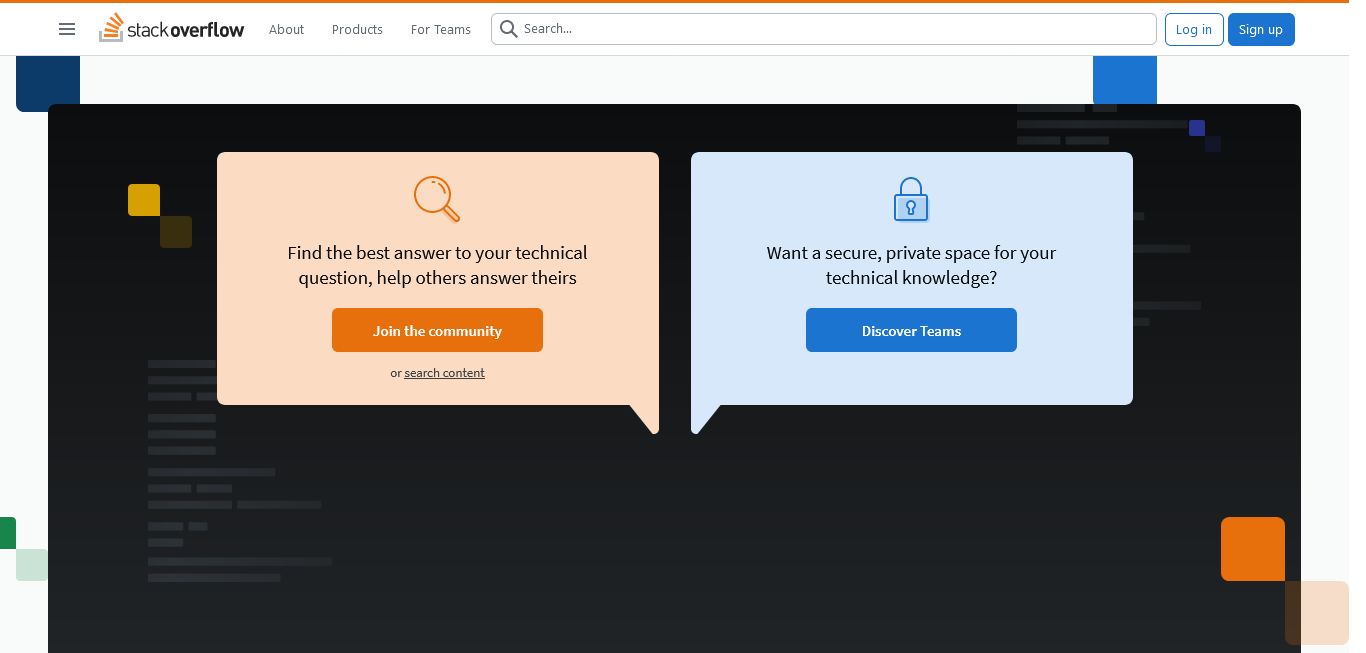 stackoverflow About Products For Teams Search... Log in Sign up
Find the best answer to your technical
question, help others answer theirs
Join the community
or search content
Want a secure, private space for your
technical knowledge?
Discover Teams